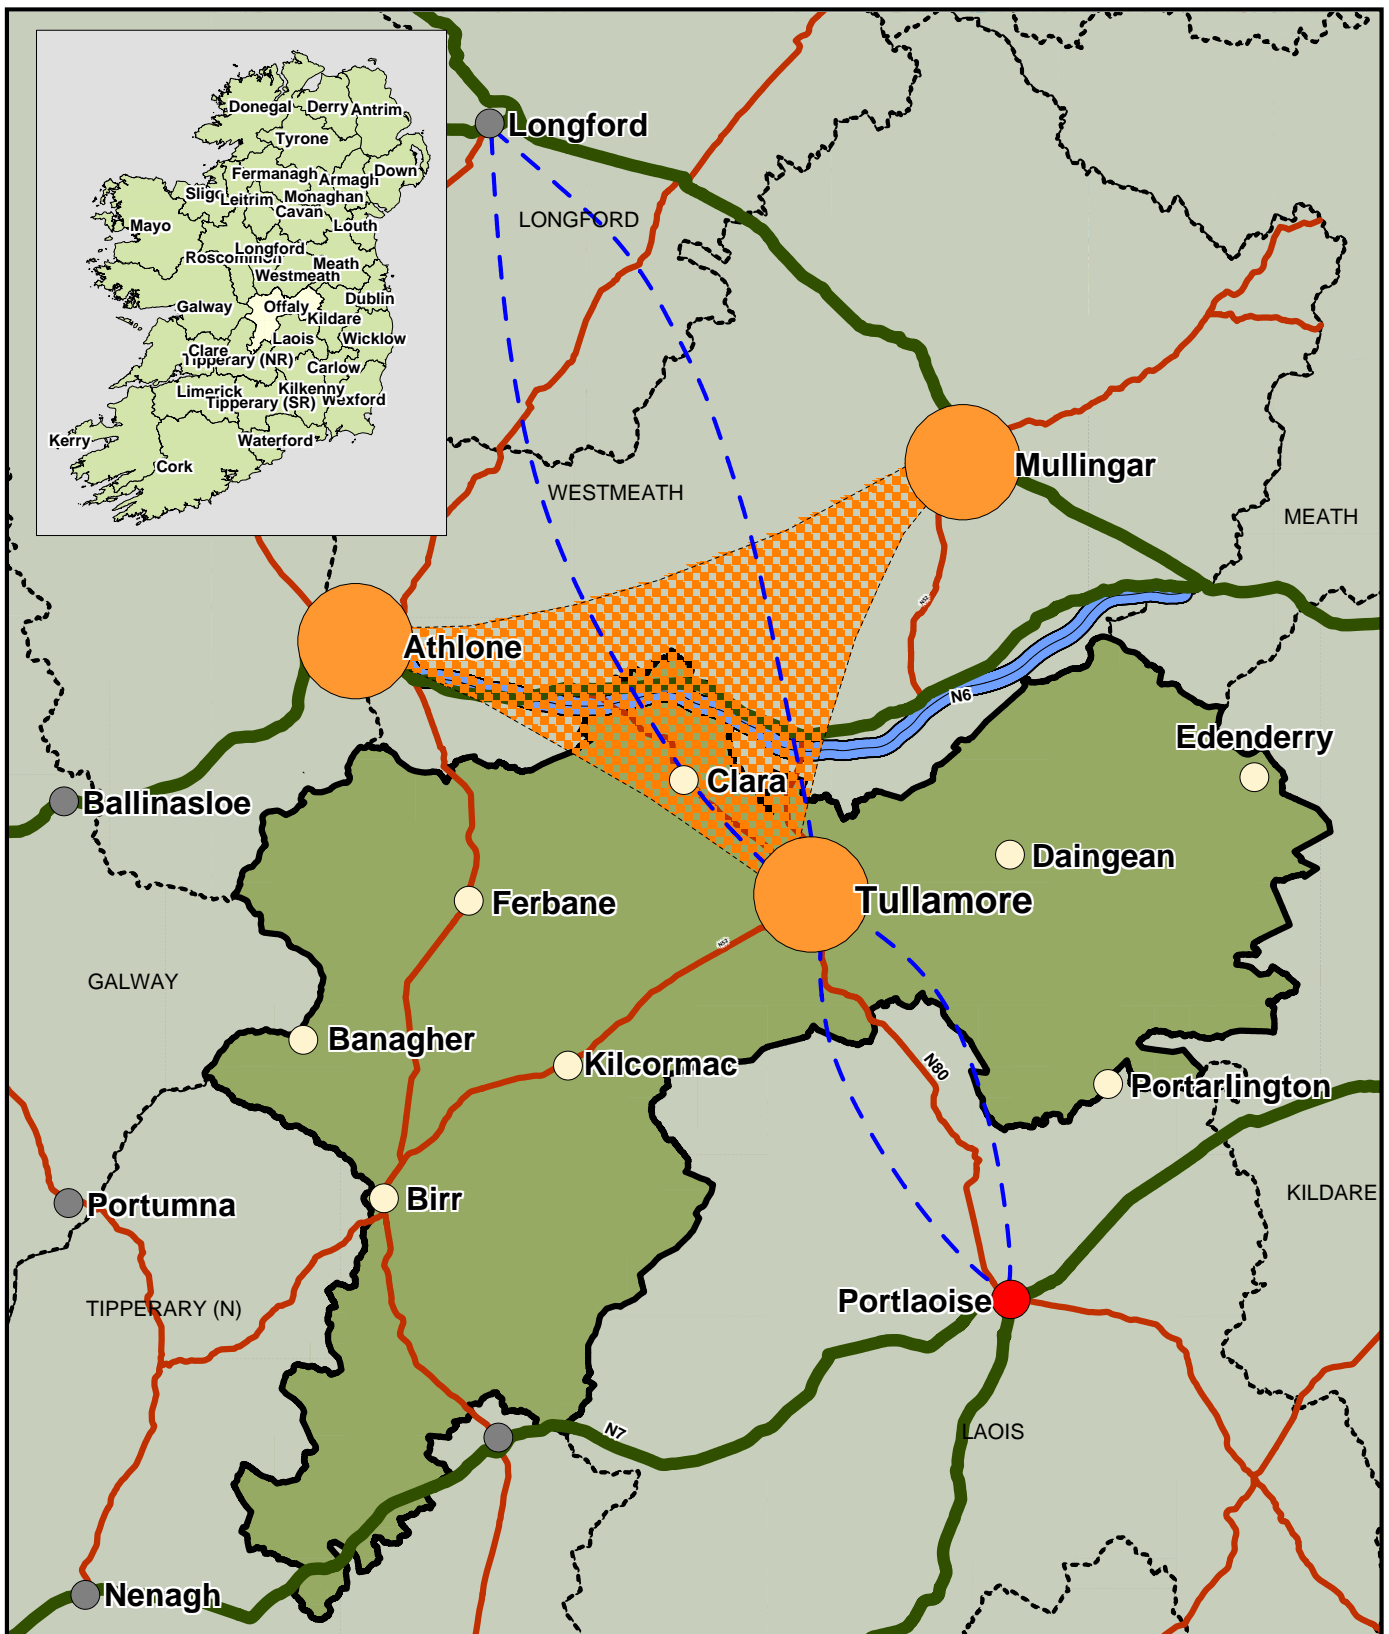 Donegal
Derry
Antrim
Tyrone
Fermanagh
Armagh
Down
Sligo
Leitrim
Monaghan
Cavan
Mayo
Louth
Longford
Roscommon
Meath
Westmeath
Galway
Offaly
Dublin
Kildare
Laois
Wicklow
Clare
Tipperary (NR)
Carlow
Limerick
Kilkenny
Tipperary (SR)
Wexford
Kerry
Waterford
Cork
Longford
LONGFORD
Mullingar
WESTMEATH
MEATH
N52
Athlone
N6
Edenderry
Clara
Ballinasloe
Daingean
Ferbane
Tullamore
N52
GALWAY
Banagher
Kilcormac
N80
Portarlington
Portumna
Birr
KILDARE
TIPPERARY (N)
Portlaoise
N7
LAOIS
Nenagh